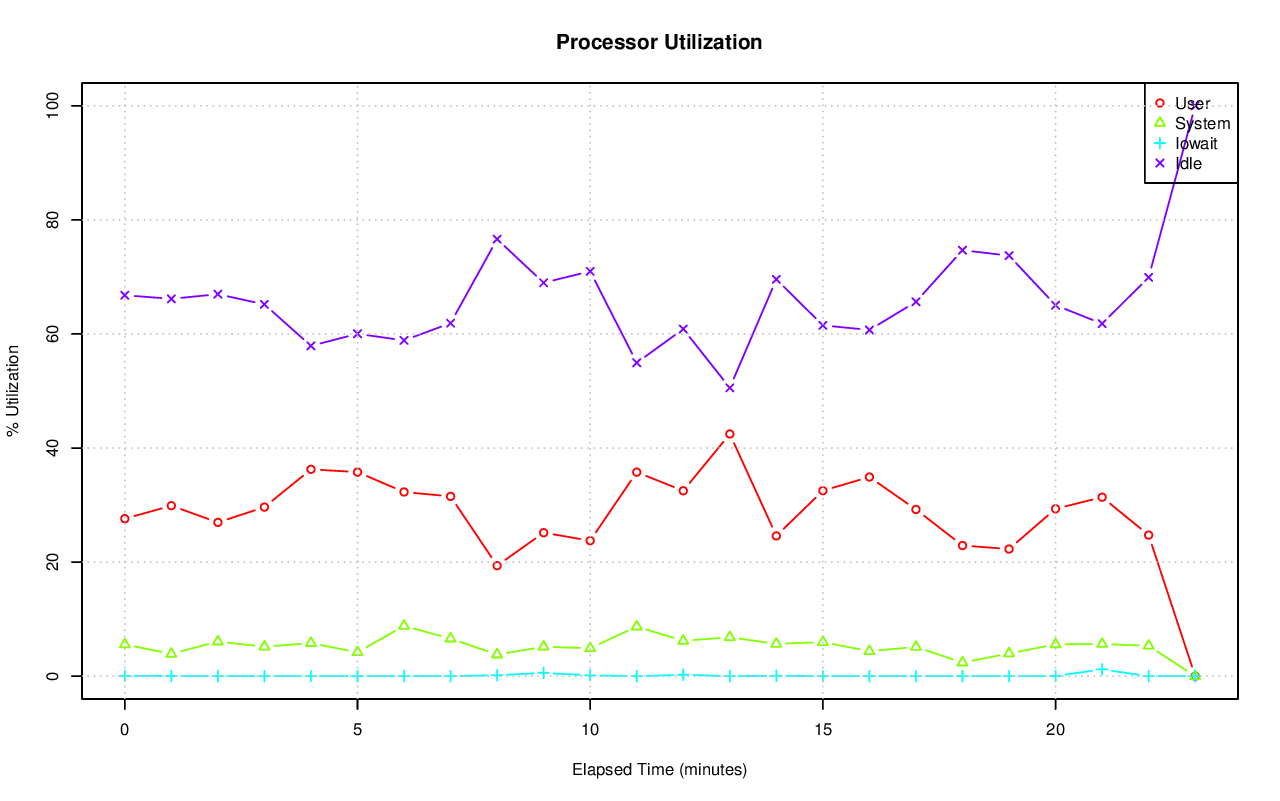 Processor Utilization
User
System
Iowait
Idle
% Utilization
100
80
60
40
20
0
0 5 10 15 20
Elapsed Time (minutes)